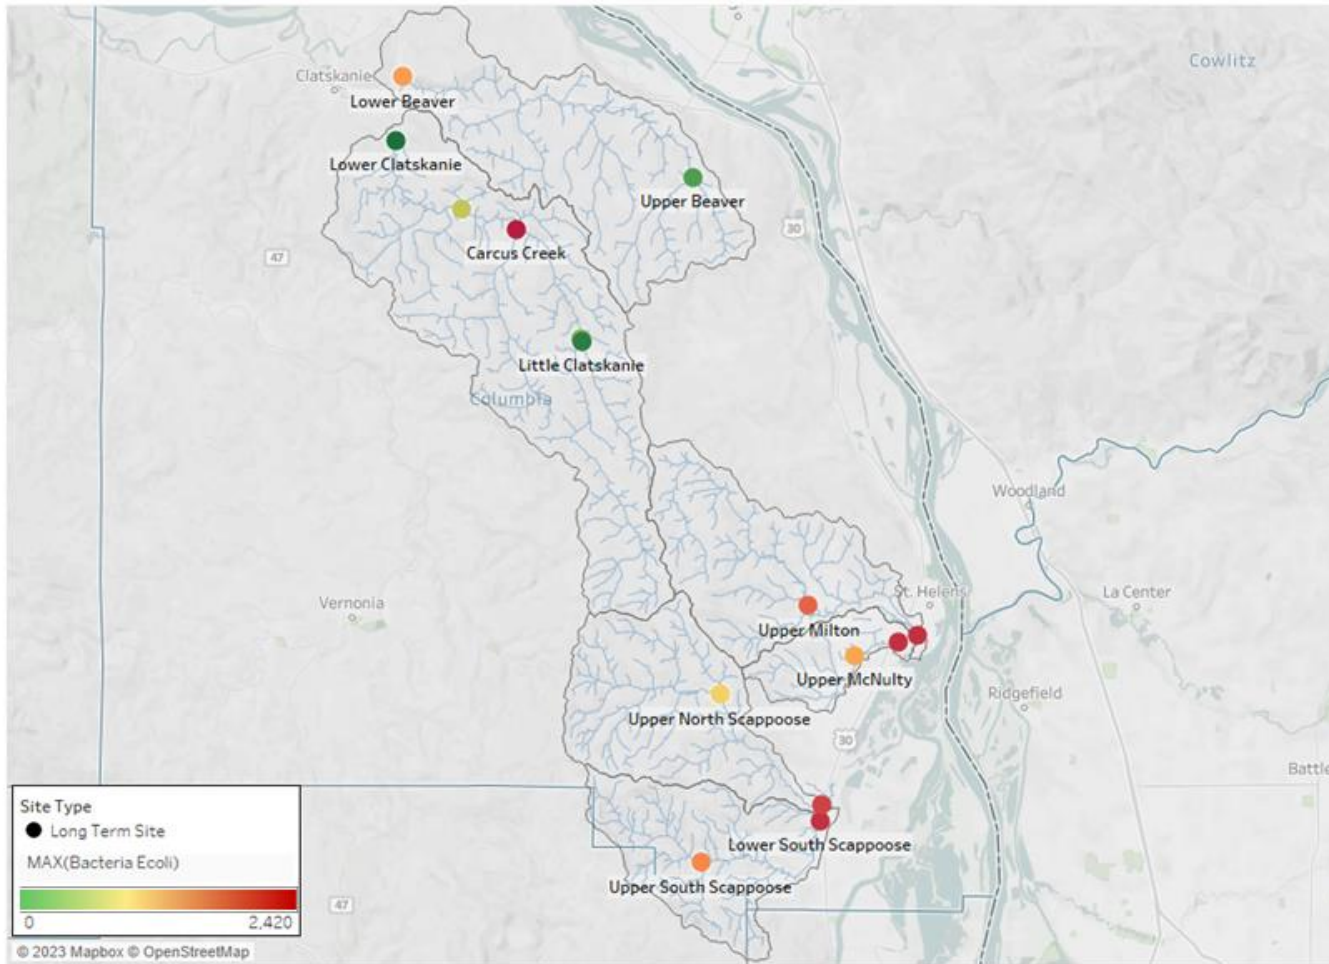 Cowlitz
Clatskanie
Lower Beaver
Lower Clatskanie
Upper Beaver
30
Carcus Creek
47
Little Clatskanie
Columbia
Woodland
St. Helens
La Center
Vernonia
Upper Milton
Upper McNulty
Ridgefield
Upper North Scappoose
30
Battle
Site Type
Long Term Site
MAX(Bacteria Ecoli)
0 2,420
Lower South Scappoose
Upper South Scappoose
47
© 2023 Mapbox © OpenStreetMap